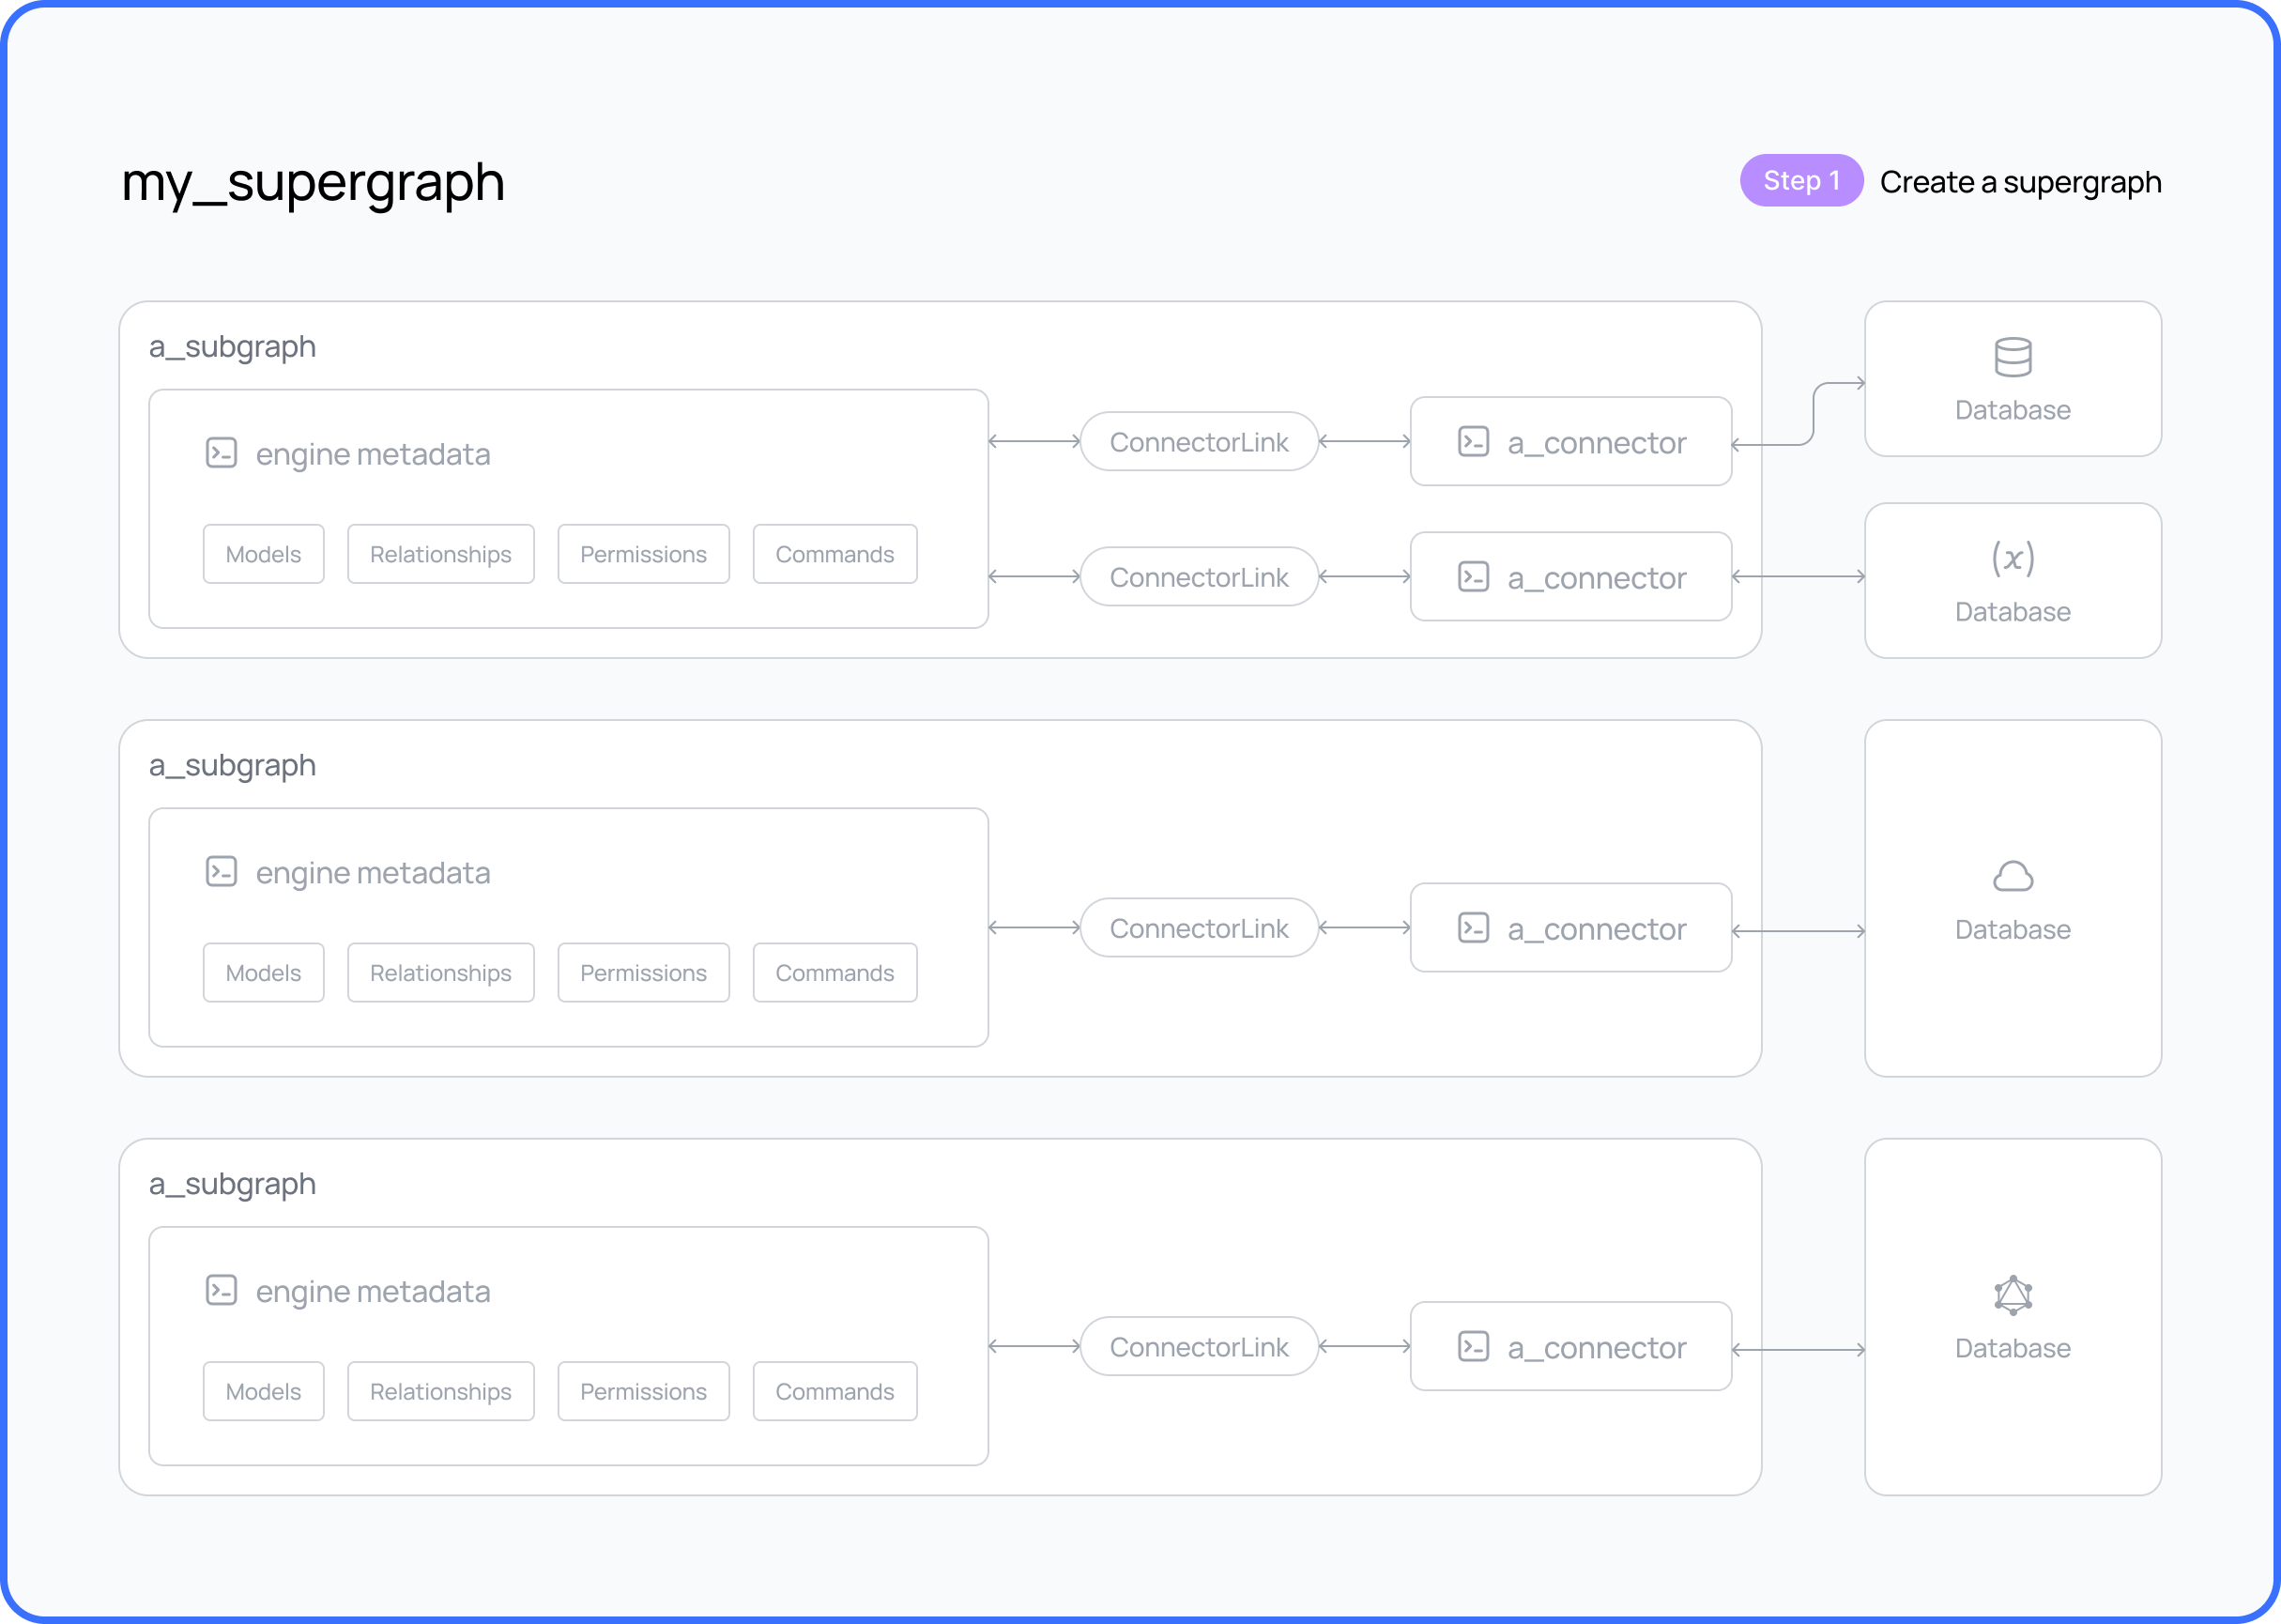 my_supergraph
Step 1 Create a supergraph
a_subgraph
engine metadata
Models Relationships Permissions Commands
ConnectorLink
a_connector
Database
ConnectorLink
a_connector
(x)
Database
a_subgraph
engine metadata
Models Relationships Permissions Commands
ConnectorLink
a_connector
Database
a_subgraph
engine metadata
Models Relationships Permissions Commands
ConnectorLink
a_connector
Database